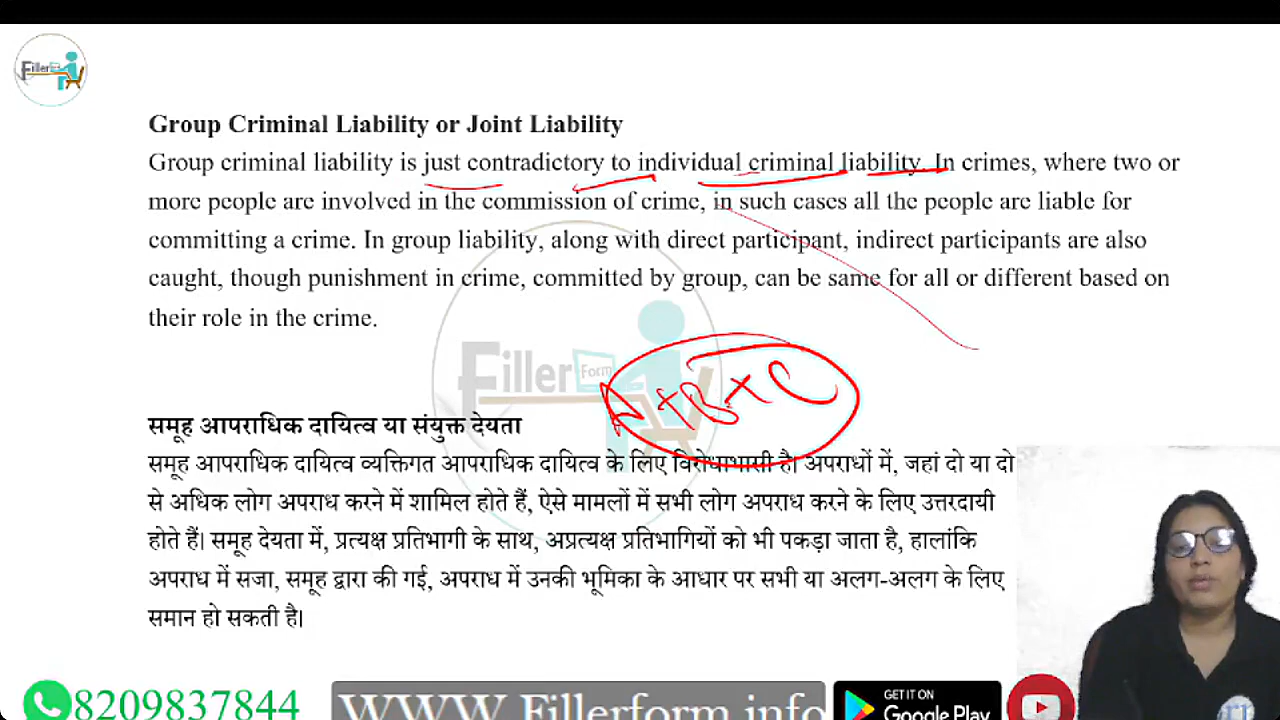 Filler
Group Criminal Liability or Joint Liability
Group criminal liability is just contradictory to individual criminal liability. In crimes, where two or
more people are involved in the commission of crime, in such cases all the people are liable for
committing a crime. In group liability, along with direct participant, indirect participants are also
caught, though punishment in crime, committed by group, can be same for all or different based on
their role in the crime.
Filler Form
A+B+C
समूह आपराधिक दायित्व या संयुक्त देयता
समूह आपराधिक दायित्व व्यक्तिगत आपराधिक दायित्व के लिए विरोधाभासी है। अपराधों में, जहां दो या दो
से अधिक लोग अपराध करने में शामिल होते हैं, ऐसे मामलों में सभी लोग अपराध करने के लिए उत्तरदायी
होते हैं। समूह देयता में, प्रत्यक्ष प्रतिभागी के साथ, अप्रत्यक्ष प्रतिभागियों को भी पकड़ा जाता है, हालांकि
अपराध में सजा, समूह द्वारा की गई, अपराध में उनकी भूमिका के आधार पर सभी या अलग-अलग के लिए
समान हो सकती है।
8209837844
WWW.Fillerform.info
GET IT ON
Google Play